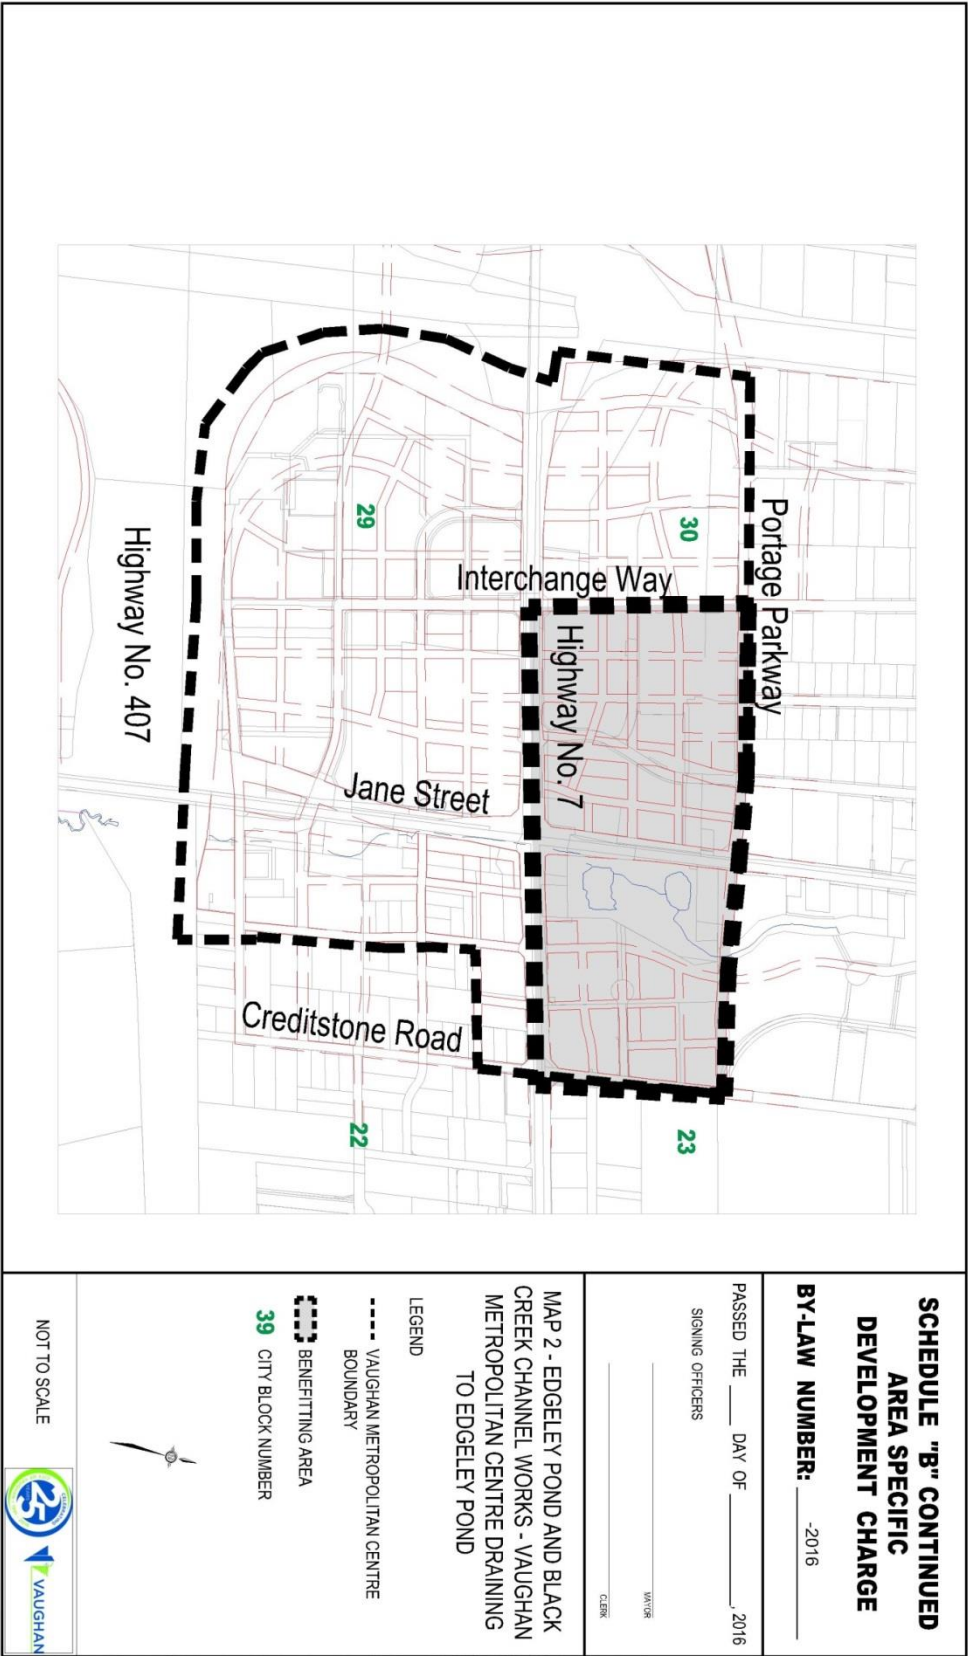 SCHEDULE "B" CONTINUED
AREA SPECIFIC
DEVELOPMENT CHARGE
BY-LAW NUMBER: ________ -2016
PASSED THE ____ DAY OF ____________, 2016
SIGNING OFFICERS
MAYOR
CLERK
MAP 2 - EDGELEY POND AND BLACK
CREEK CHANNEL WORKS - VAUGHAN
METROPOLITAN CENTRE DRAINING
TO EDGELEY POND
LEGEND
VAUGHAN METROPOLITAN CENTRE
BOUNDARY
BENEFITTING AREA
39 CITY BLOCK NUMBER
NOT TO SCALE
25
VAUGHAN
Portage Parkway
30
23
Interchange Way
Highway No. 7
29
Jane Street
Creditstone Road
22
Highway No. 407